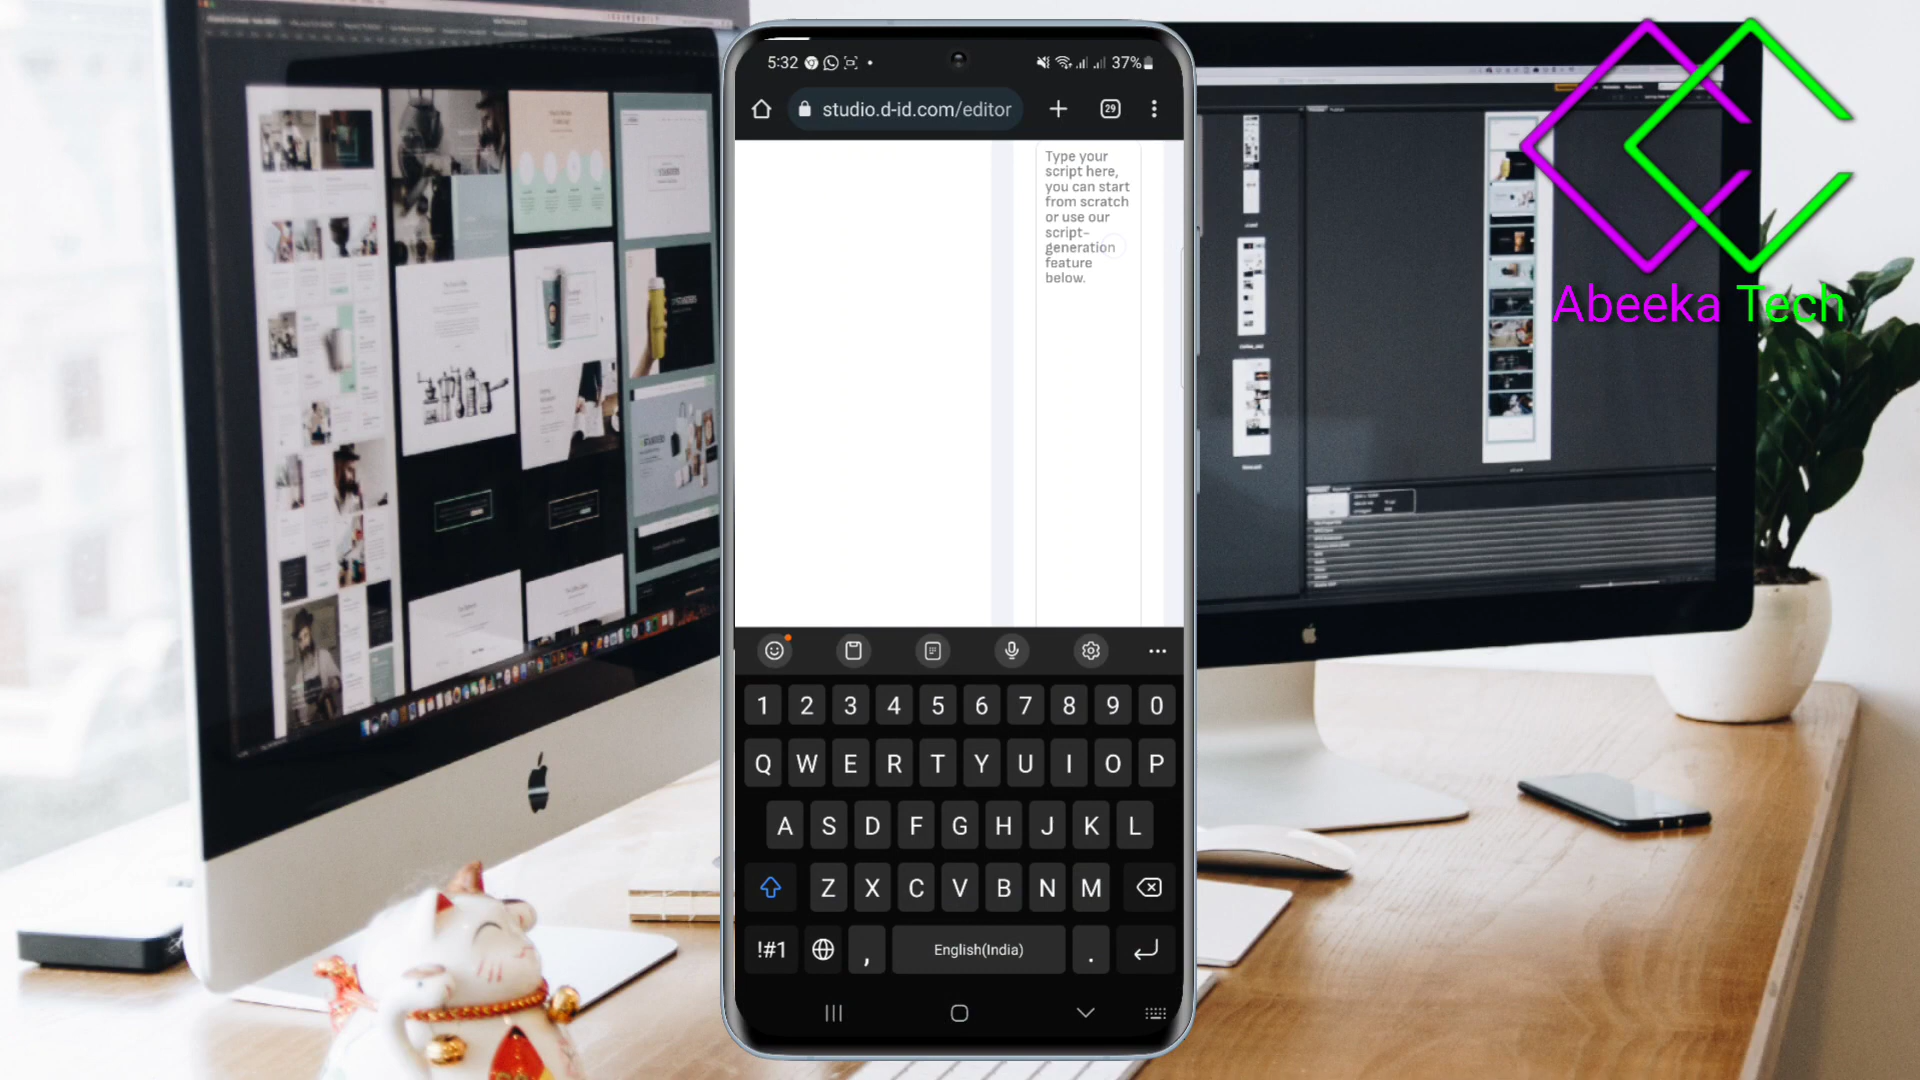 5:32
37%
studio.d-id.com/editor
29
Type your
script here,
you can start
from scratch
or use our
script-
generation
feature
below.
Abeeka Tech
1 2 3 4 5 6 7 8 9 0
Q W E R T Y U I O P
A S D F G H J K L
Z X C V B N M
!#1 , English(India) .